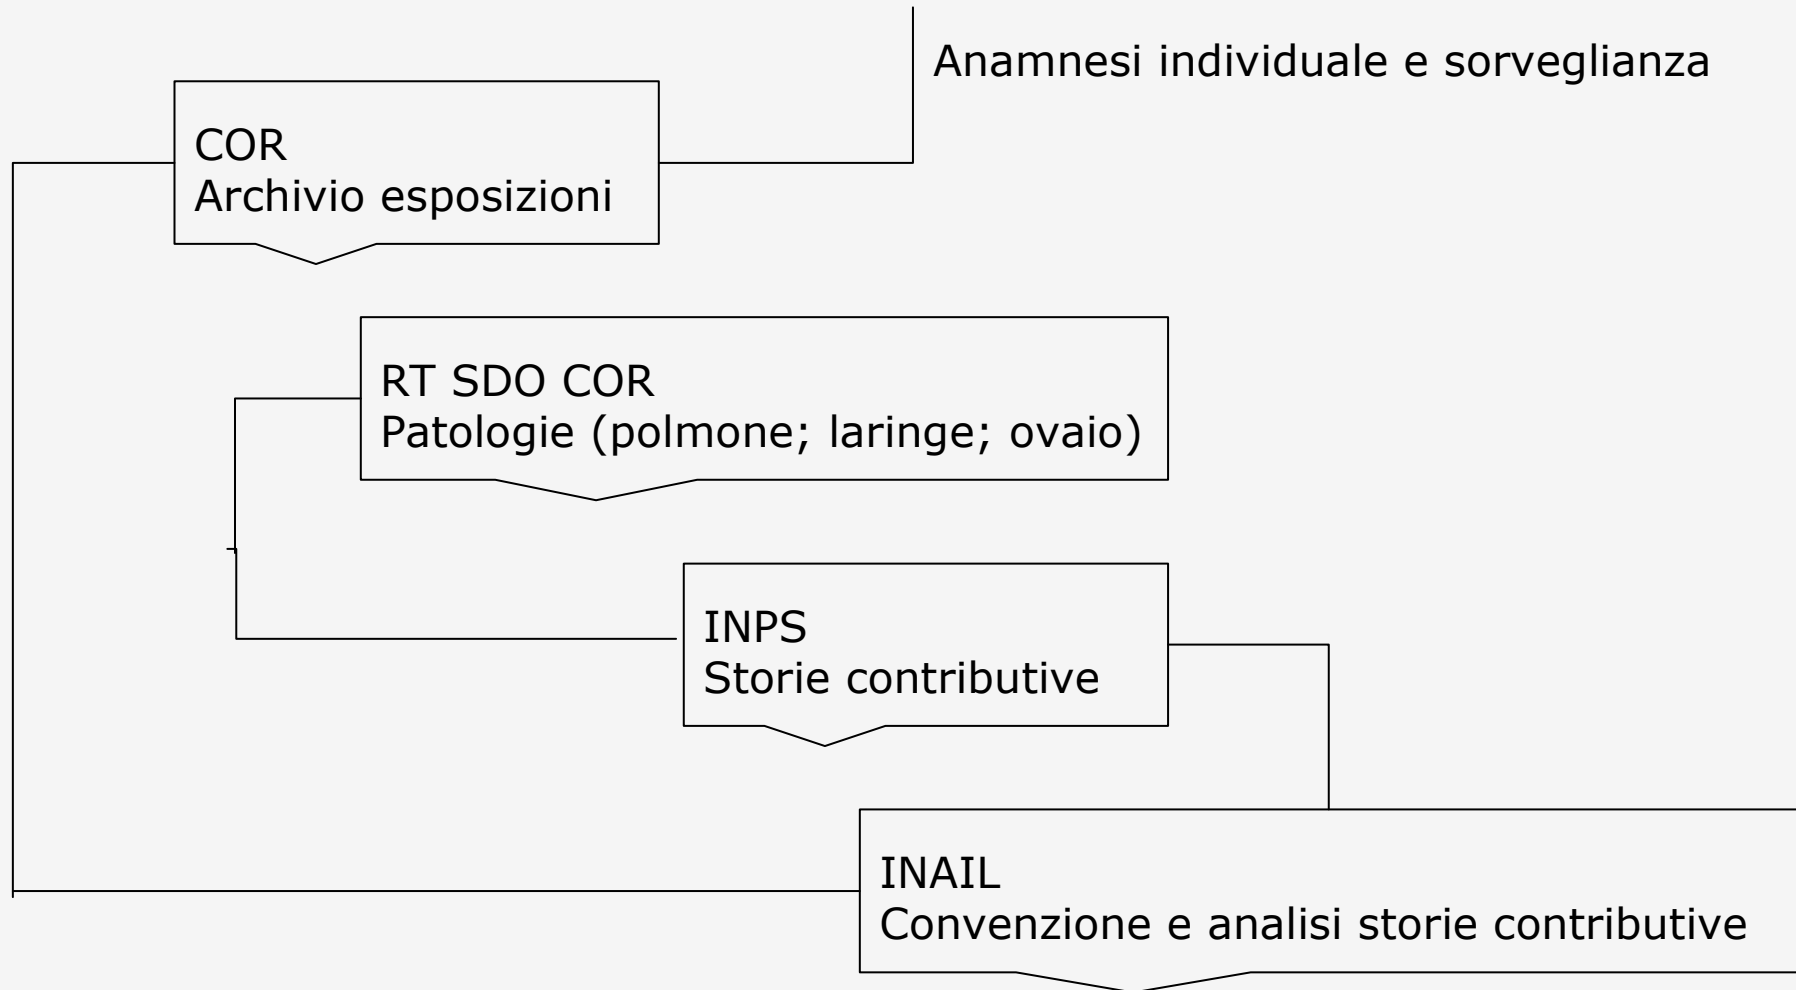 Anamnesi individuale e sorveglianza
COR
Archivio esposizioni
RT SDO COR
Patologie (polmone; laringe; ovaio)
INPS
Storie contributive
INAIL
Convenzione e analisi storie contributive